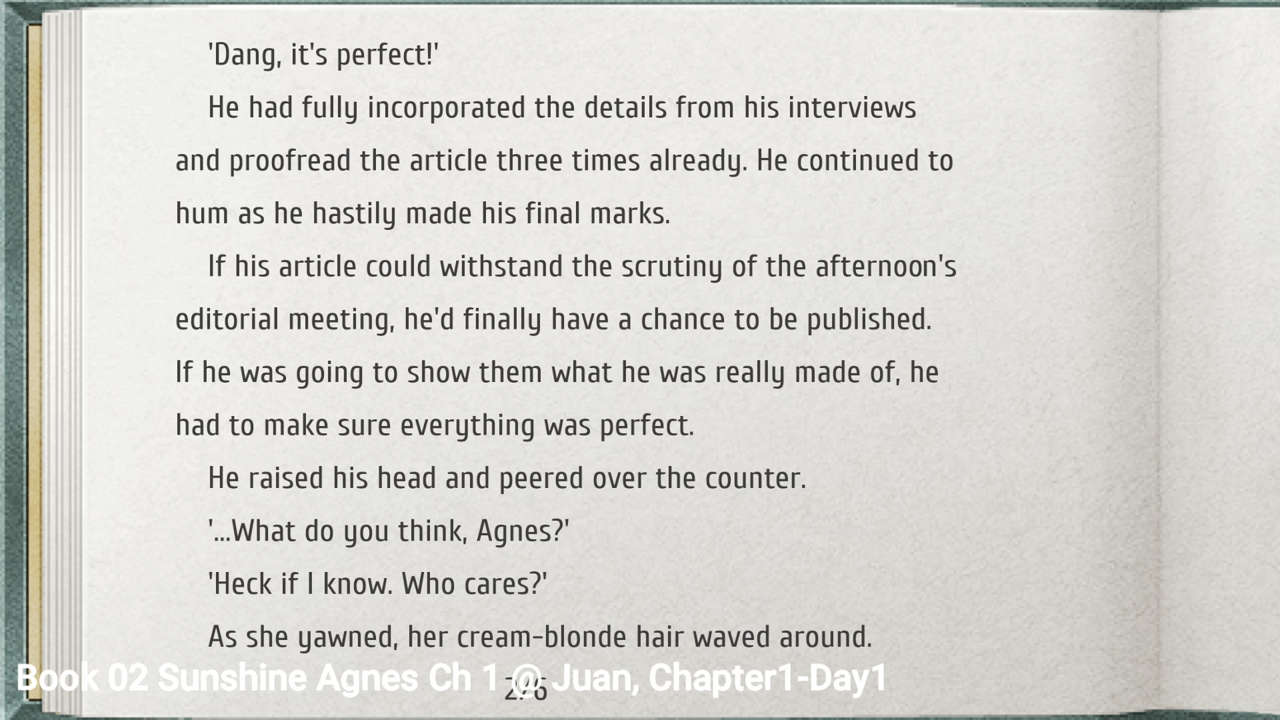 'Dang, it's perfect!'
He had fully incorporated the details from his interviews
and proofread the article three times already. He continued to
hum as he hastily made his final marks.
If his article could withstand the scrutiny of the afternoon's
editorial meeting, he'd finally have a chance to be published.
If he was going to show them what he was really made of, he
had to make sure everything was perfect.
He raised his head and peered over the counter.
'...What do you think, Agnes?'
'Heck if I know. Who cares?'
As she yawned, her cream-blonde hair waved around.
Book 02 Sunshine Agnes Ch 1 @ Juan, Chapter1-Day1
2/6